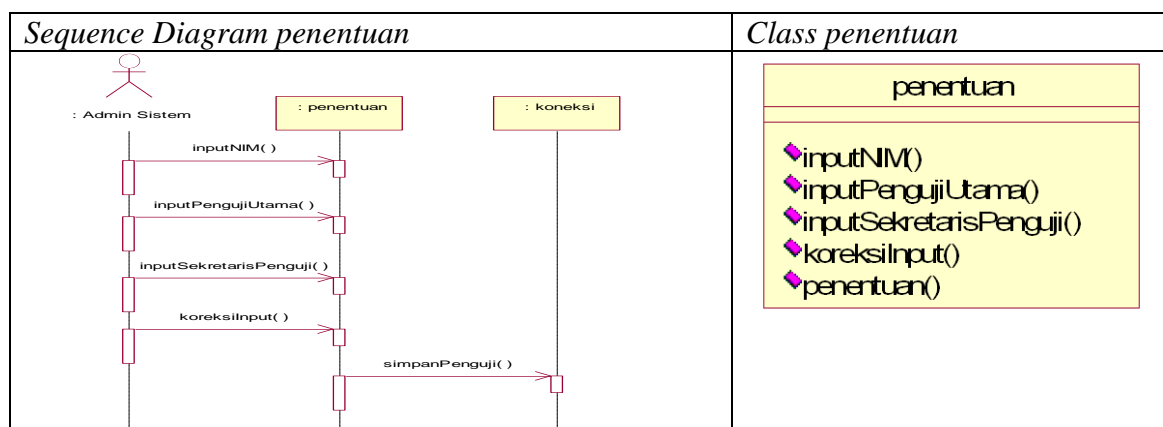 Sequence Diagram penentuan
Class penentuan
: Admin Sistem
: penentuan
: koneksi
inputNIM( )
inputPengujiUtama( )
inputSekretarisPenguji( )
koreksiInput( )
simpanPenguji( )
penentuan
inputNIM()
inputPengujiUtama()
inputSekretarisPenguji()
koreksiInput()
penentuan()